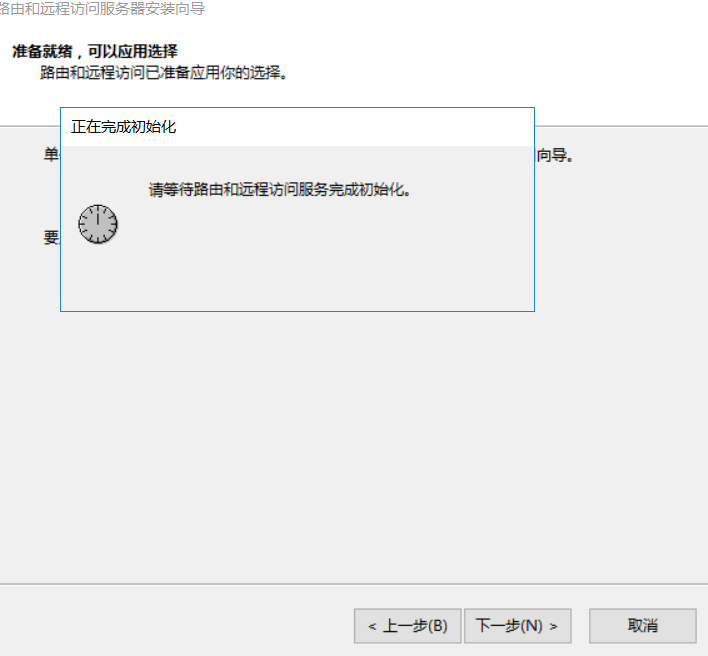 路由和远程访问服务器安装向导
准备就绪，可以应用选择
路由和远程访问已准备应用你的选择。
正在完成初始化
单
向导。
请等待路由和远程访问服务完成初始化。
要
< 上一步(B)
下一步(N) >
取消